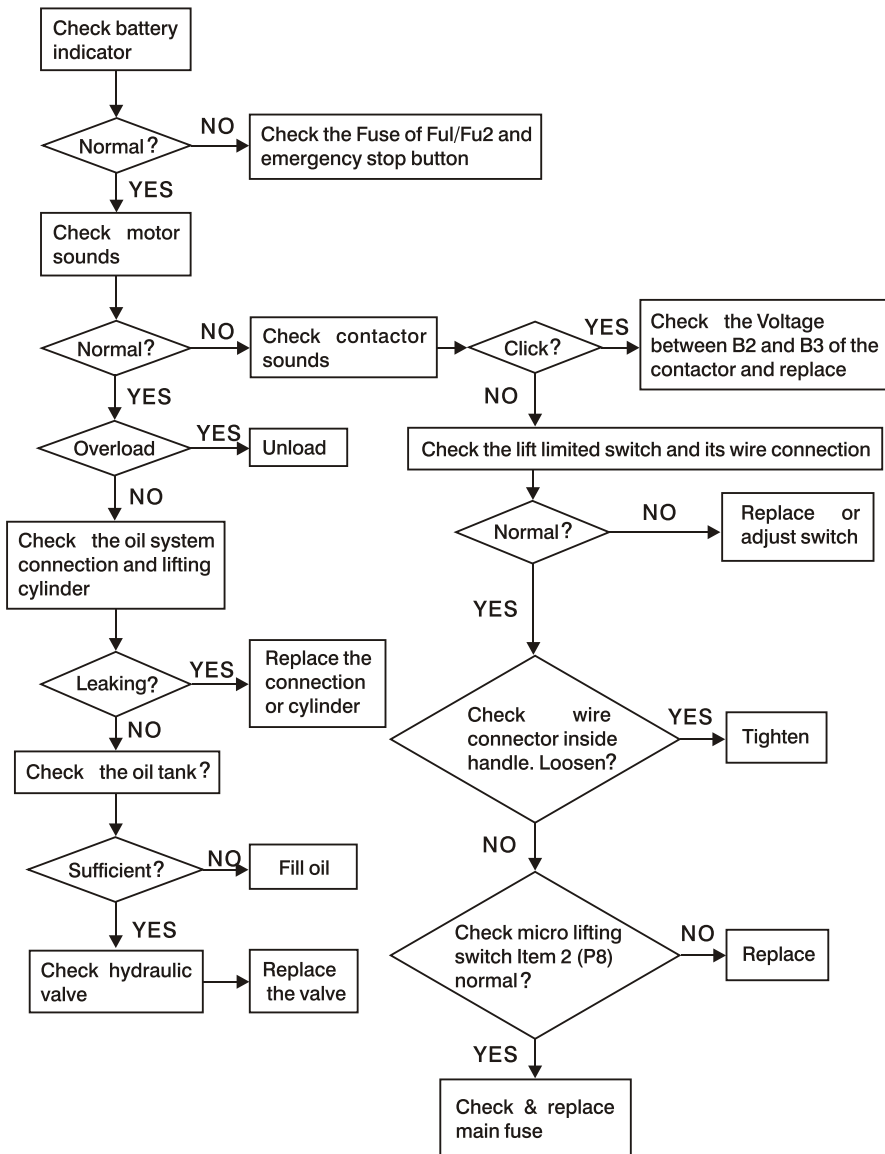 Check battery
indicator
Normal?
NO
Check the Fuse of Ful/Fu2 and
emergency stop button
YES
Check motor
sounds
Normal?
NO
Check contactor
sounds
Click?
YES
Check the Voltage
between B2 and B3 of the
contactor and replace
YES
NO
Overload
YES
Unload
Check the lift limited switch and its wire connection
NO
Normal?
NO
Replace or
adjust switch
Check the oil system
connection and lifting
cylinder
YES
Leaking?
YES
Replace the
connection
or cylinder
Check wire
connector inside
handle. Loosen?
YES
Tighten
NO
Check the oil tank?
NO
Sufficient?
NO
Fill oil
YES
Check micro lifting
switch Item 2 (P8)
normal?
NO
Replace
Check hydraulic
valve
Replace
the valve
YES
Check & replace
main fuse